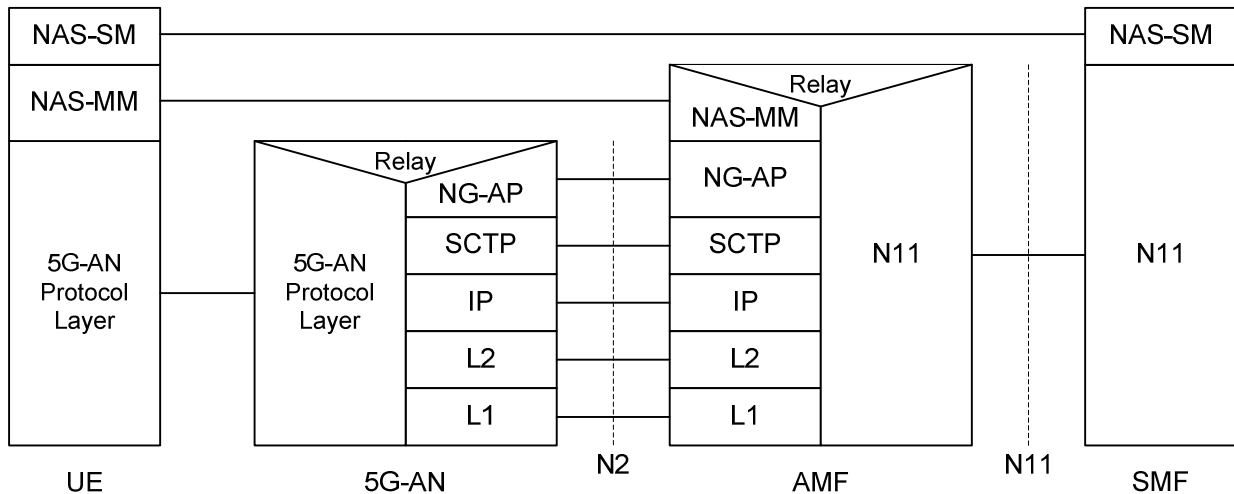 NAS-SM
NAS-SM
NAS-MM
Relay
NAS-MM
Relay
NG-AP
NG-AP
SCTP
SCTP
N11
N11
5G-AN
Protocol
Layer
5G-AN
Protocol
Layer
IP
IP
L2
L2
L1
L1
N2
N11
UE
5G-AN
AMF
SMF